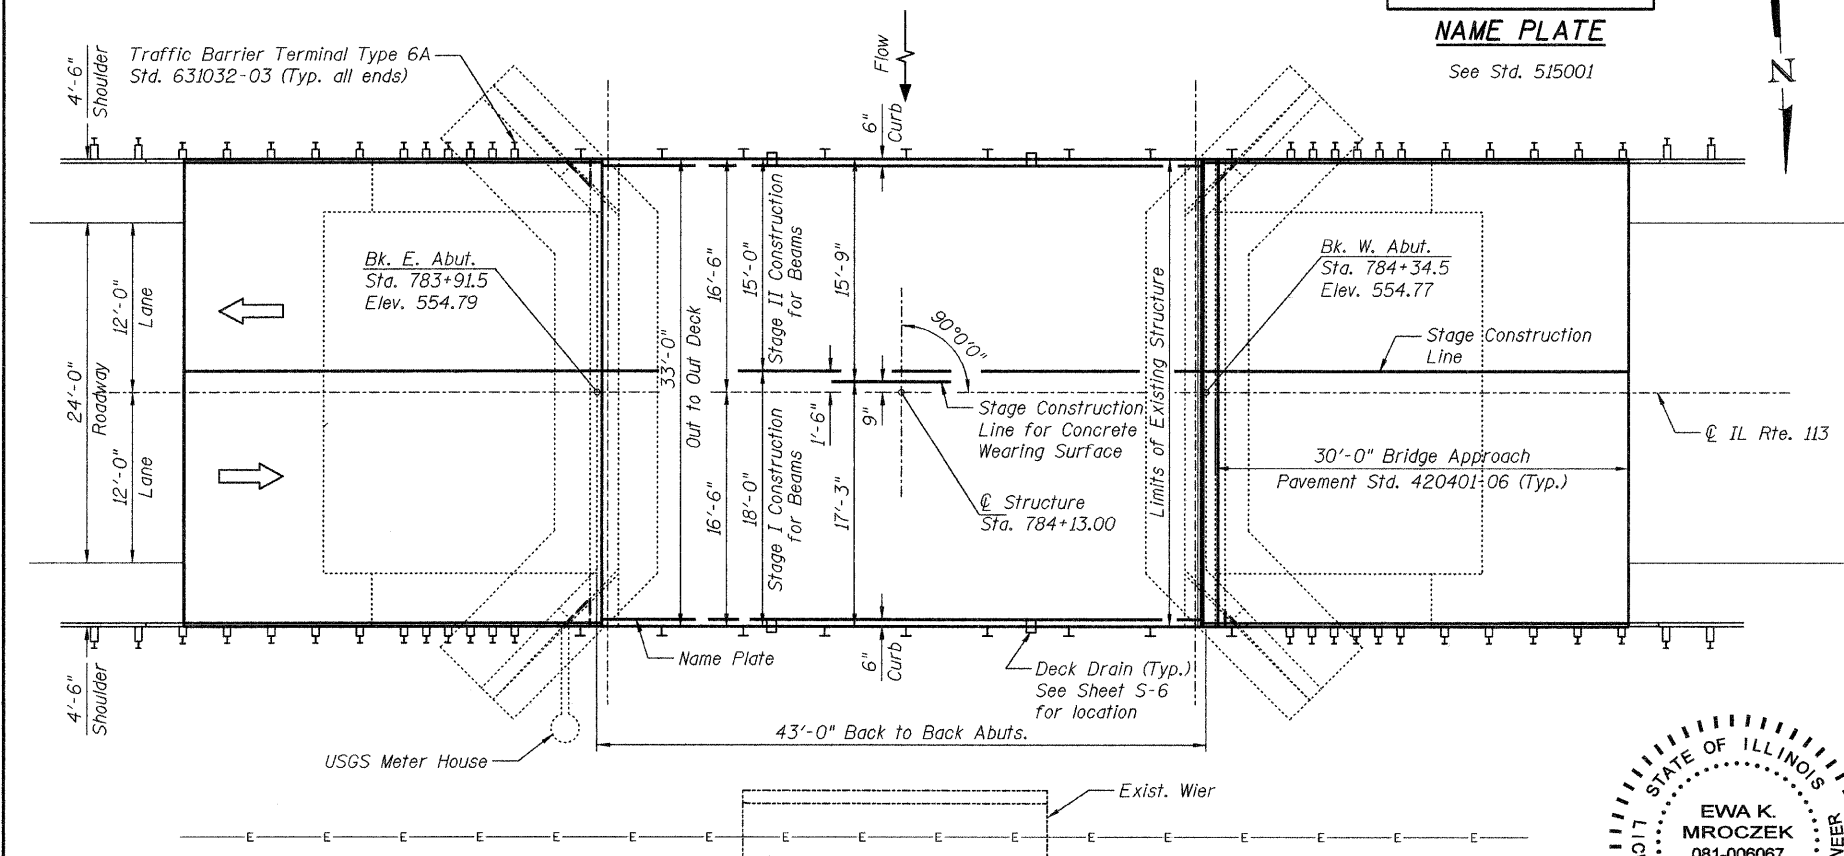 NAME PLATE
See Std. 515001
N
Flow
4'-6"
Shoulder
Traffic Barrier Terminal Type 6A
Std. 631032-03 (Typ. all ends)
6"
Curb
Bk. E. Abut.
Sta. 783+91.5
Elev. 554.79
Bk. W. Abut.
Sta. 784+34.5
Elev. 554.77
24'-0"
Roadway
12'-0"
Lane
12'-0"
Lane
33'-0"
Out to Out Deck
16'-6"
16'-6"
15'-0"
Stage II Construction
for Beams
18'-0"
Stage I Construction
for Beams
15'-9"
17'-3"
1'-6"
9"
90°0'0"
Stage Construction
Line for Concrete
Wearing Surface
℄ Structure
Sta. 784+13.00
Limits of Existing Structure
Stage Construction
Line
℄ IL Rte. 113
30'-0" Bridge Approach
Pavement Std. 420401-06 (Typ.)
4'-6"
Shoulder
Name Plate
6"
Curb
Deck Drain (Typ.)
See Sheet S-6
for location
43'-0" Back to Back Abuts.
USGS Meter House
Exist. Wier
E E E E E E E E E E E E E E E E E
STATE OF ILLINOIS
EWA K.
MROCZEK
081-006067